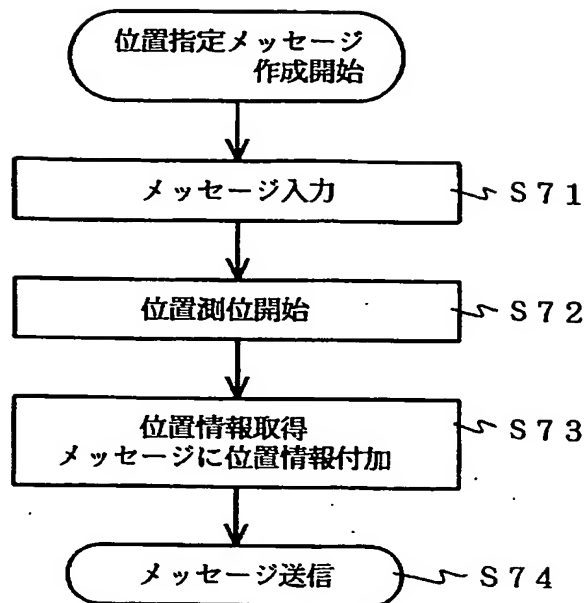 位置指定メッセージ
作成開始
メッセージ入力
S71
位置測位開始
S72
位置情報取得
メッセージに位置情報付加
S73
メッセージ送信
S74